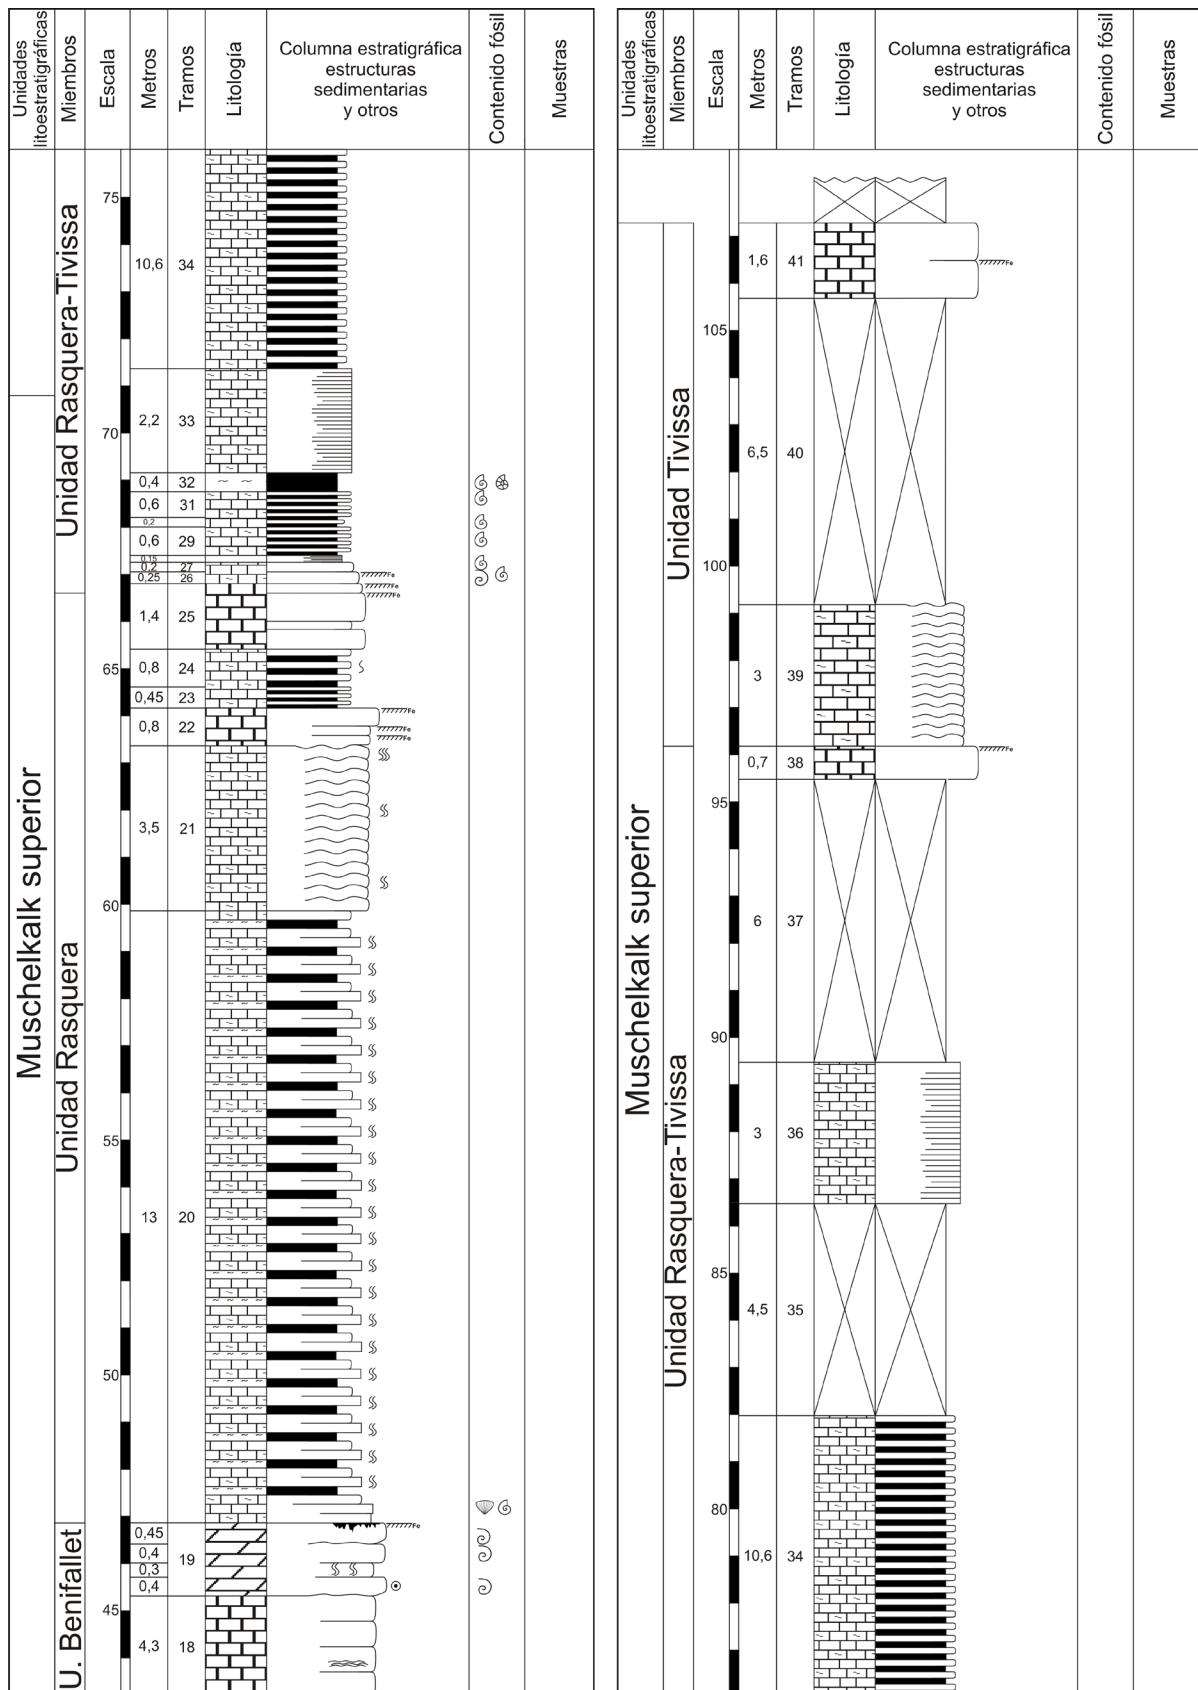 Unidades
litoestratigráficas
Miembros
Escala
Metros
Tramos
Litología
Columna estratigráfica
estructuras
sedimentarias
y otros
Contenido fósil
Muestras
Muschelkalk superior
Unidad Rasquera-Tivissa
Unidad Rasquera
U. Benifallet
75
70
65
60
55
50
45
10,6 34
2,2 33
0,4 32
0,6 31
0,2
0,6 29
0,15
0,2 27
0,25 26
1,4 25
0,8 24
0,45 23
0,8 22
3,5 21
13 20
0,45
0,4
19
0,3
0,4
4,3 18
Fe
Fe
Fe
Fe
Fe
Fe
Fe
Unidades
litoestratigráficas
Miembros
Escala
Metros
Tramos
Litología
Columna estratigráfica
estructuras
sedimentarias
y otros
Contenido fósil
Muestras
Muschelkalk superior
Unidad Tivissa
Unidad Rasquera-Tivissa
105
100
95
90
85
80
1,6 41
6,5 40
3 39
0,7 38
6 37
3 36
4,5 35
10,6 34
Fe
Fe